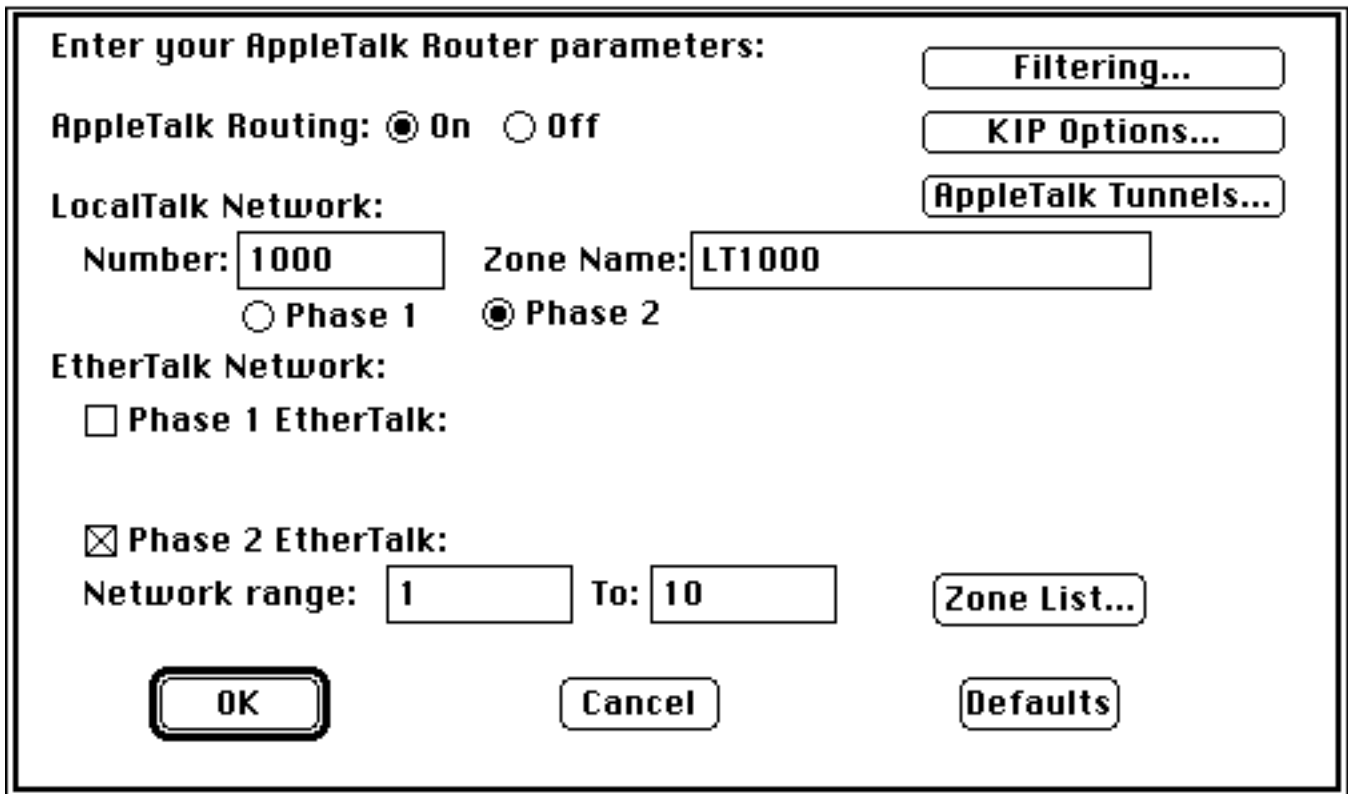 Enter your AppleTalk Router parameters:
Filtering...
AppleTalk Routing: On Off
KIP Options...
AppleTalk Tunnels...
LocalTalk Network:
Number: 1000 Zone Name: LT1000
Phase 1 Phase 2
EtherTalk Network:
Phase 1 EtherTalk:
Phase 2 EtherTalk:
Network range: 1 To: 10 Zone List...
OK Cancel Defaults